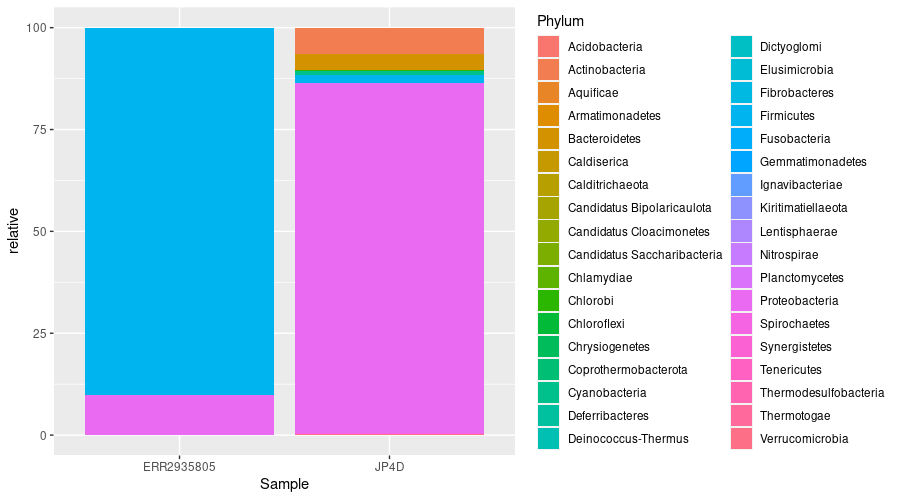 Phylum
Acidobacteria
Actinobacteria
Aquificae
Armatimonadetes
Bacteroidetes
Caldiserica
Calditrichaeota
Candidatus Bipolaricaulota
Candidatus Cloacimonetes
Candidatus Saccharibacteria
Chlamydiae
Chlorobi
Chloroflexi
Chrysiogenetes
Coprothermobacterota
Cyanobacteria
Deferribacteres
Deinococcus-Thermus
Dictyoglomi
Elusimicrobia
Fibrobacteres
Firmicutes
Fusobacteria
Gemmatimonadetes
Ignavibacteriae
Kiritimatiellaeota
Lentisphaerae
Nitrospirae
Planctomycetes
Proteobacteria
Spirochaetes
Synergistetes
Tenericutes
Thermodesulfobacteria
Thermotogae
Verrucomicrobia
100
75
50
25
0
relative
ERR2935805
JP4D
Sample